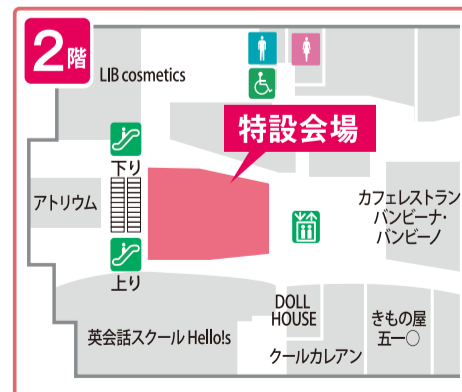 2階
LIB cosmetics
特設会場
下り
アトリウム
カフェレストラン
バンビーナ・
バンビーノ
上り
DOLL
HOUSE
きもの屋
五一〇
英会話スクール Hello!s
クールカレアン